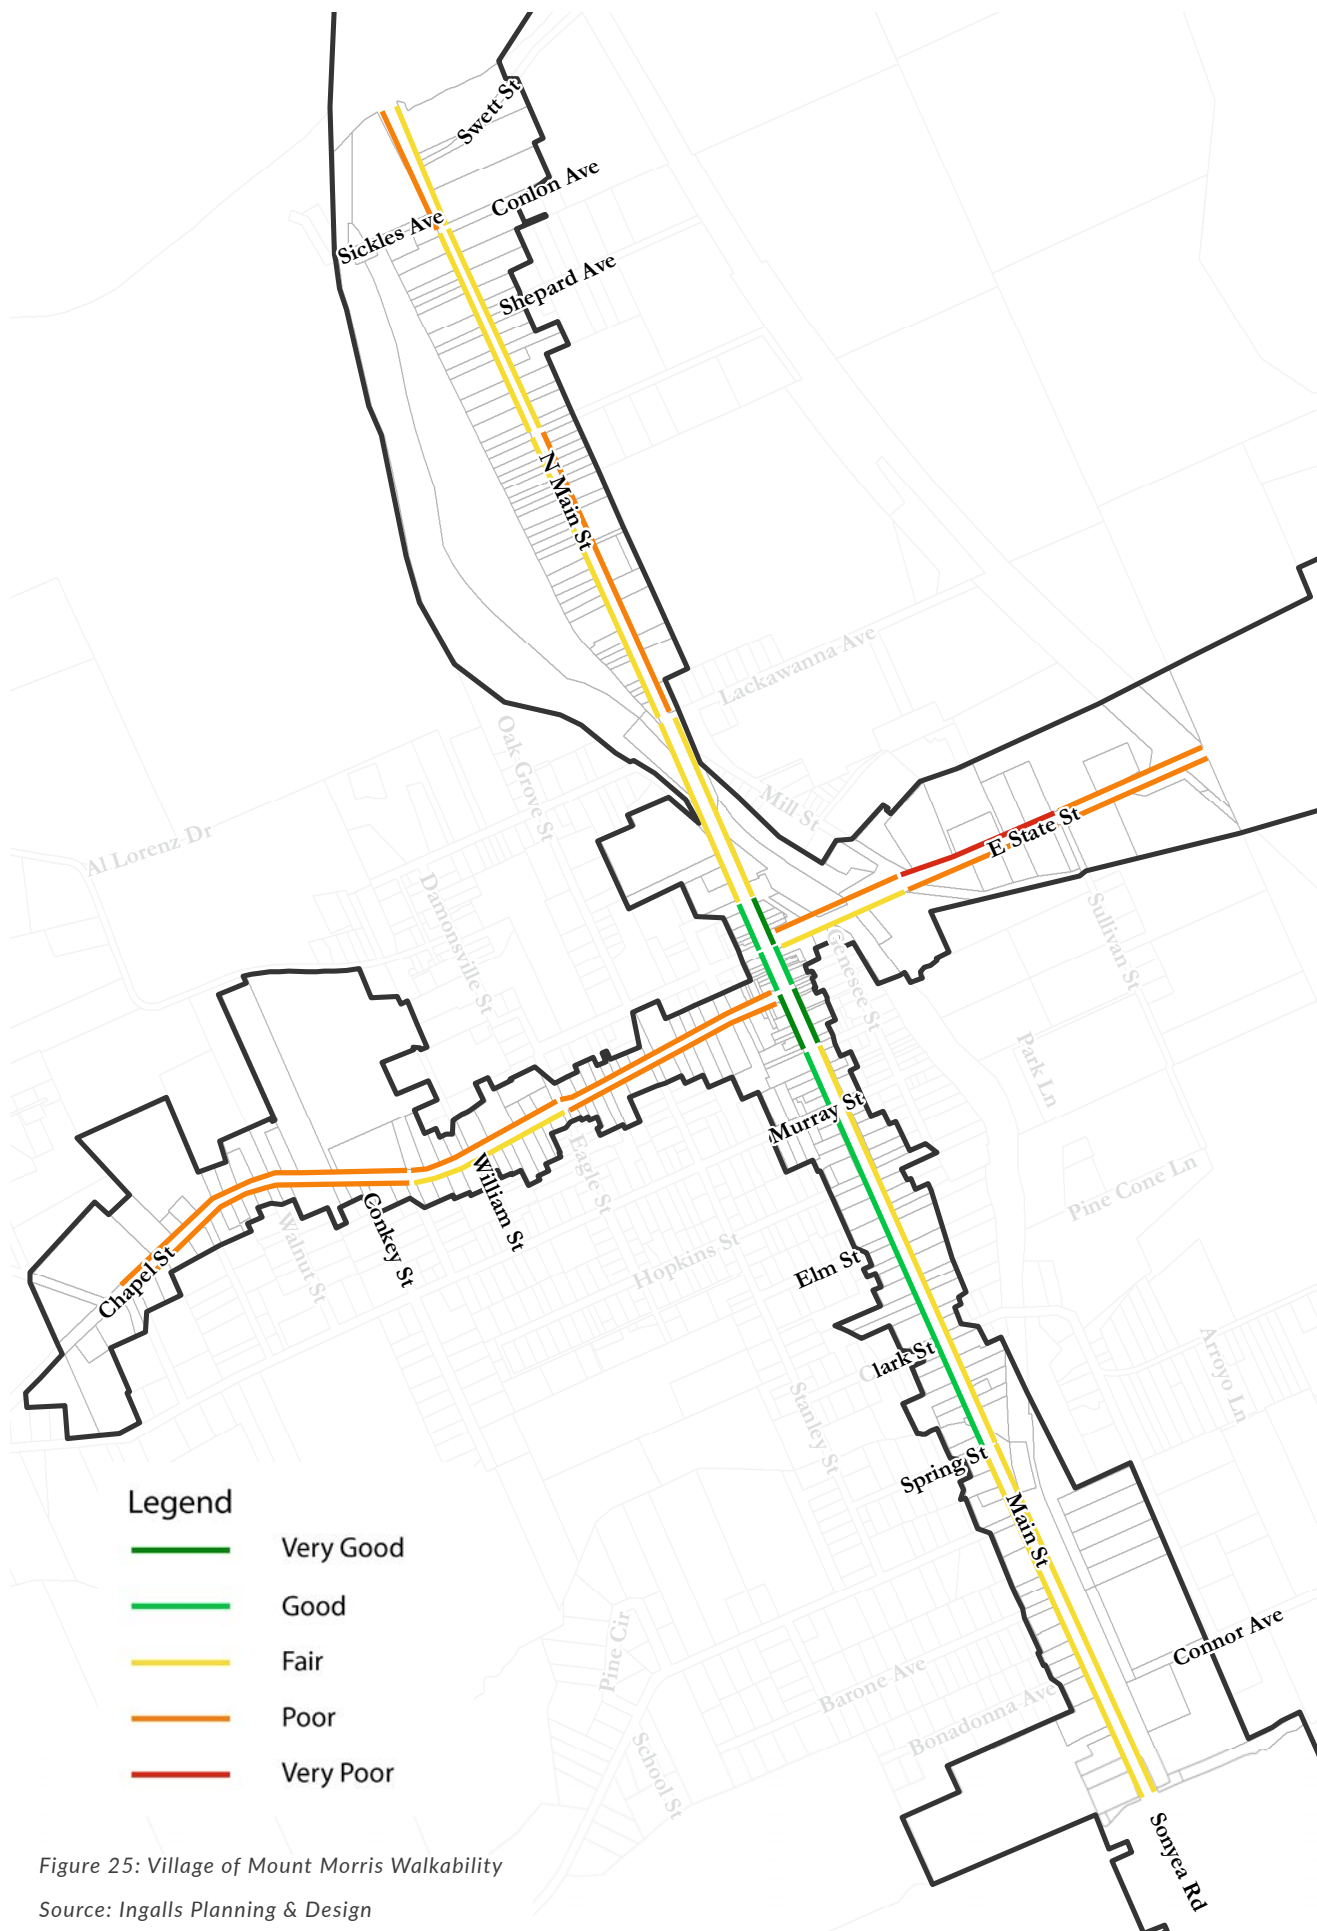 Swett St
Conlon Ave
Sickles Ave
Shepard Ave
N Main St
Lackawanna Ave
Oak Grove St
Mill St
Al Lorenz Dr
E State St
Damonsville St
Sullivan St
Genesee St
Park Ln
Murray St
Eagle St
William St
Pine Cone Ln
Conkey St
Walnut St
Chapel St
Hopkins St
Elm St
Clark St
Arroyo Ln
Stanley St
Spring St
Main St
Legend
Very Good
Good
Fair
Poor
Very Poor
Pine Cir
Connor Ave
Barone Ave
Bonadonna Ave
School St
Sonyea Rd
Figure 25: Village of Mount Morris Walkability
Source: Ingalls Planning & Design